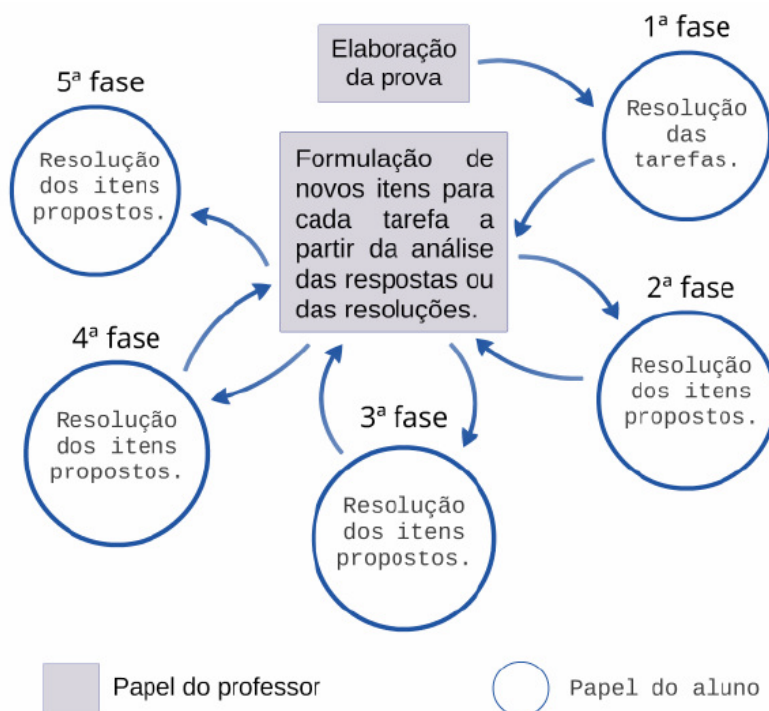 Elaboração
da prova
1ª fase
Resolução
das
tarefas.
5ª fase
Resolução
dos itens
propostos.
Formulação de
novos itens para
cada tarefa a
partir da análise
das respostas ou
das resoluções.
2ª fase
Resolução
dos itens
propostos.
4ª fase
Resolução
dos itens
propostos.
3ª fase
Resolução
dos itens
propostos.
Papel do professor
Papel do aluno